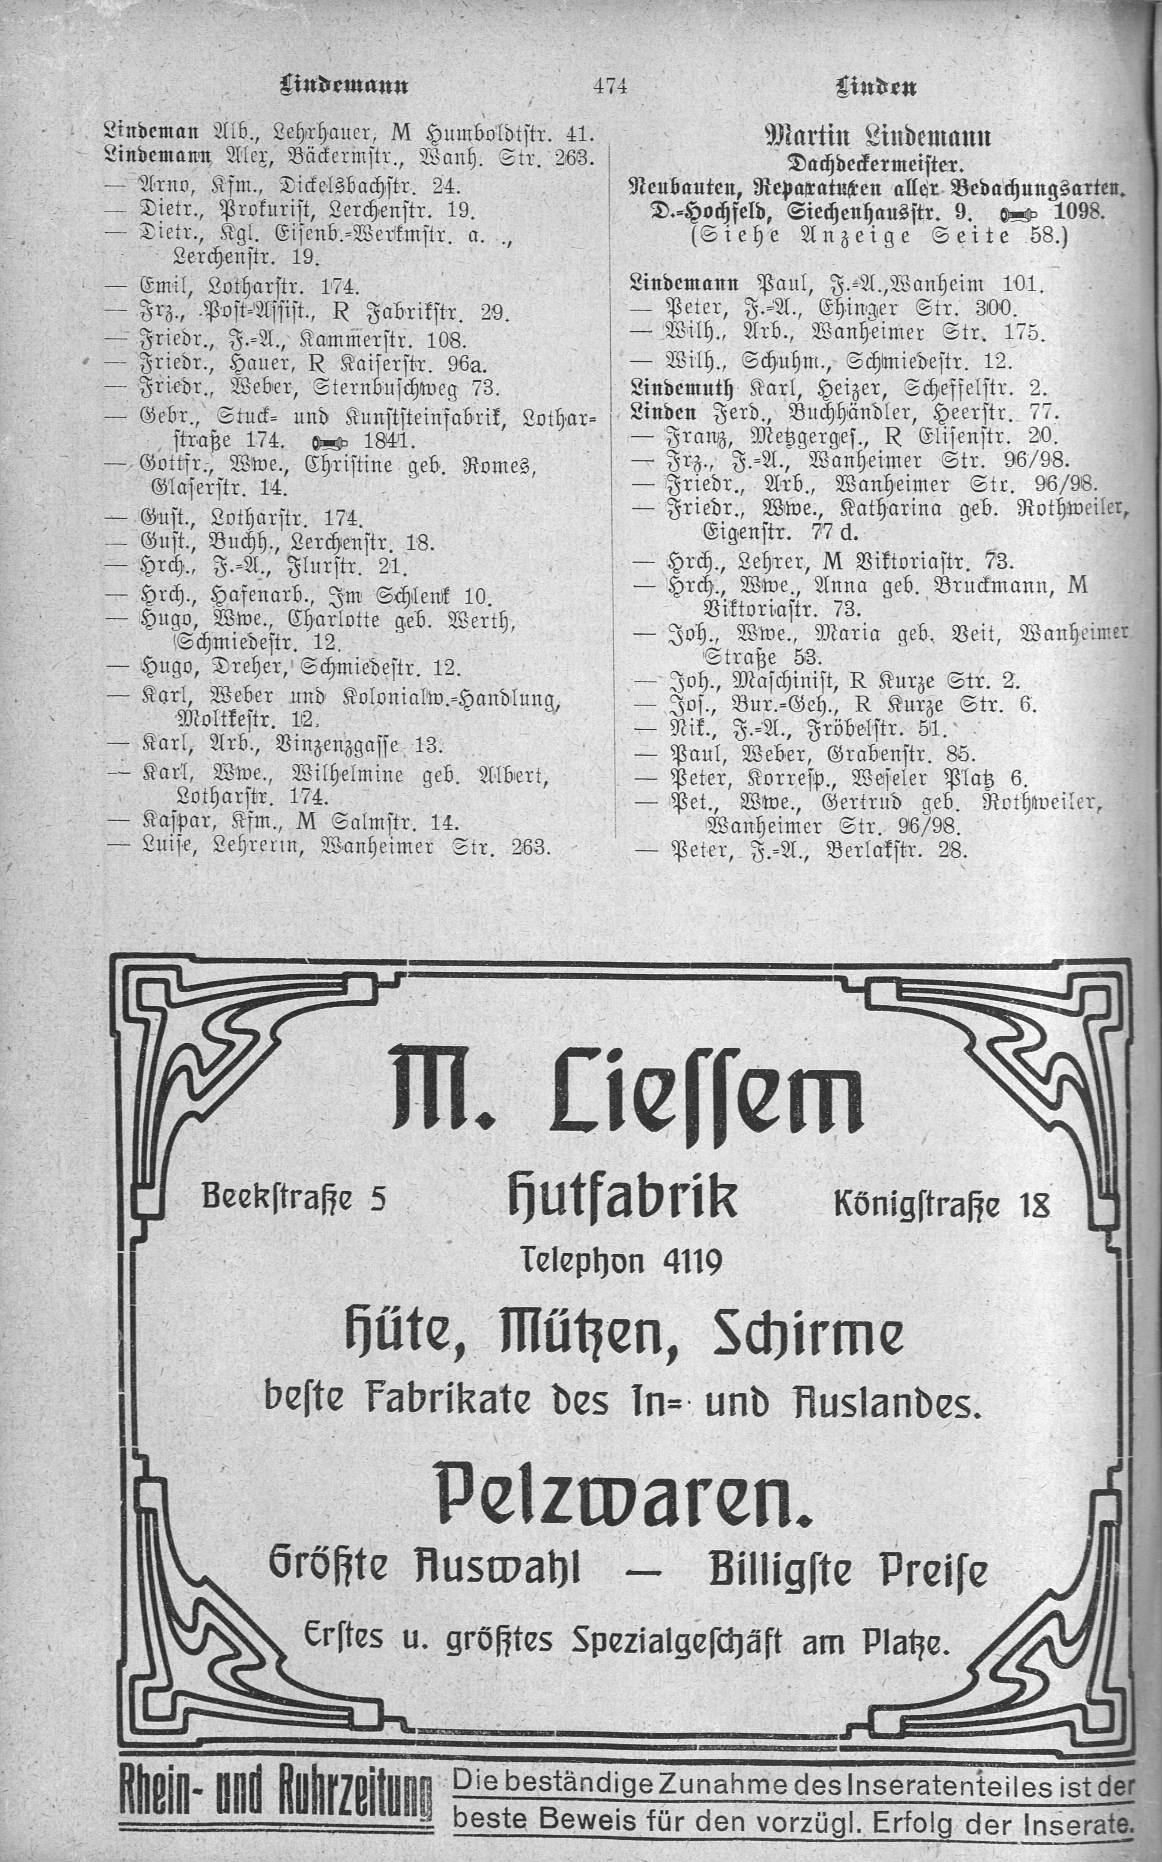 Lindemann
474
Linden
Lindeman Alb., Lehrhauer, M Humboldtstr. 41.
Lindemann Alex, Bäckermstr., Wanh. Str. 263.
— Arno, Kfm., Dickelsbachstr. 24.
— Dietr., Prokurist, Lerchenstr. 19.
— Dietr., Kgl. Eisenb.-Werkmstr. a. .,
Lerchenstr. 19.
— Emil, Lotharstr. 174.
— Frz., Post-Assist., R Fabrikstr. 29.
— Friedr., F.-A., Kammerstr. 108.
— Friedr., Hauer, R Kaiserstr. 96a.
— Friedr., Weber, Sternbuschweg 73.
— Gebr., Stuck- und Kunststeinfabrik, Lothar-
straße 174. 1841.
— Gottfr., Wwe., Christine geb. Romes,
Glaserstr. 14.
— Gust., Lotharstr. 174.
— Gust., Buchh., Lerchenstr. 18.
— Hrch., F.-A., Flurstr. 21.
— Hrch., Hafenarb., Im Schlenk 10.
— Hugo, Wwe., Charlotte geb. Werth,
Schmiedestr. 12.
— Hugo, Dreher, Schmiedestr. 12.
— Karl, Weber und Kolonialw.-Handlung,
Moltkestr. 12.
— Karl, Arb., Vinzenzgasse 13.
— Karl, Wwe., Wilhelmine geb. Albert,
Lotharstr. 174.
— Kaspar, Kfm., M Salmstr. 14.
— Luise, Lehrerin, Wanheimer Str. 263.
Martin Lindemann
Dachdeckermeister.
Neubauten, Reparaturen aller Bedachungsarten.
D.-Hochfeld, Siechenhausstr. 9. 1098.
(Siehe Anzeige Seite 58.)
Lindemann Paul, F.-A., Wanheim 101.
— Peter, F.-A., Ehinger Str. 300.
— Wilh., Arb., Wanheimer Str. 175.
— Wilh., Schuhm., Schmiedestr. 12.
Lindemuth Karl, Heizer, Scheffelstr. 2.
Linden Ferd., Buchhändler, Heerstr. 77.
— Franz, Metzgerges., R Elisenstr. 20.
— Frz., F.-A., Wanheimer Str. 96/98.
— Friedr., Arb., Wanheimer Str. 96/98.
— Friedr., Wwe., Katharina geb. Rothweiler,
Eigenstr. 77 d.
— Hrch., Lehrer, M Viktoriastr. 73.
— Hrch., Wwe., Anna geb. Bruckmann, M
Viktoriastr. 73.
— Joh., Wwe., Maria geb. Veit, Wanheimer
Straße 53.
— Joh., Maschinist, R Kurze Str. 2.
— Jos., Bur.-Geh., R Kurze Str. 6.
— Nik., F.-A., Fröbelstr. 51.
— Paul, Weber, Grabenstr. 85.
— Peter, Korresp., Weseler Platz 6.
— Pet., Wwe., Gertrud geb. Rothweiler,
Wanheimer Str. 96/98.
— Peter, F.-A., Berlakstr. 28.
M. Liessem
Beekstraße 5
Hutfabrik
Königstraße 18
Telephon 4119
Hüte, Mützen, Schirme
beste Fabrikate des In- und Auslandes.
Pelzwaren.
Größte Auswahl — Billigste Preise
Erstes u. größtes Spezialgeschäft am Platze.
Rhein- und Ruhrzeitung
Die beständige Zunahme des Inseratenteiles ist der
beste Beweis für den vorzügl. Erfolg der Inserate.